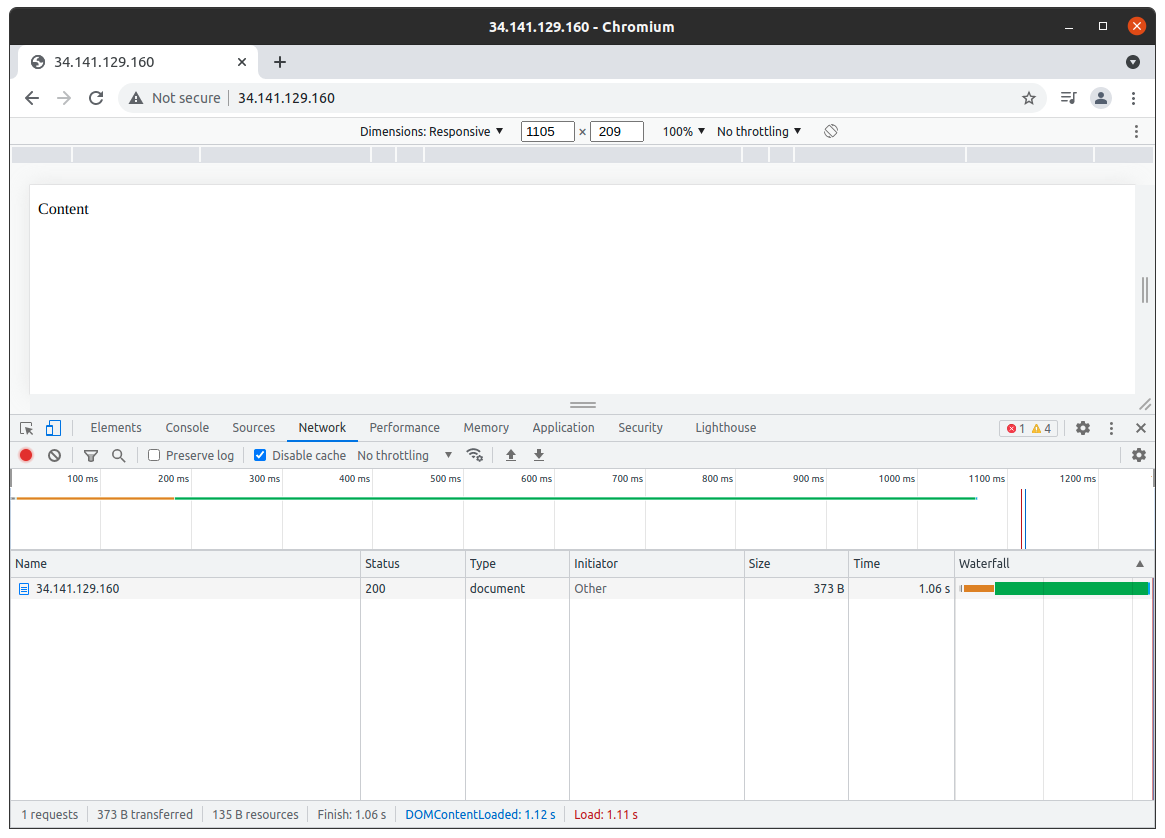 34.141.129.160 - Chromium
34.141.129.160
Not secure 34.141.129.160
Dimensions: Responsive 1105 × 209 100% No throttling
Content
Elements Console Sources Network Performance Memory Application Security Lighthouse 1 4
Preserve log Disable cache No throttling
100 ms 200 ms 300 ms 400 ms 500 ms 600 ms 700 ms 800 ms 900 ms 1000 ms 1100 ms 1200 ms
Name Status Type Initiator Size Time Waterfall
34.141.129.160 200 document Other 373 B 1.06 s
1 requests 373 B transferred 135 B resources Finish: 1.06 s DOMContentLoaded: 1.12 s Load: 1.11 s